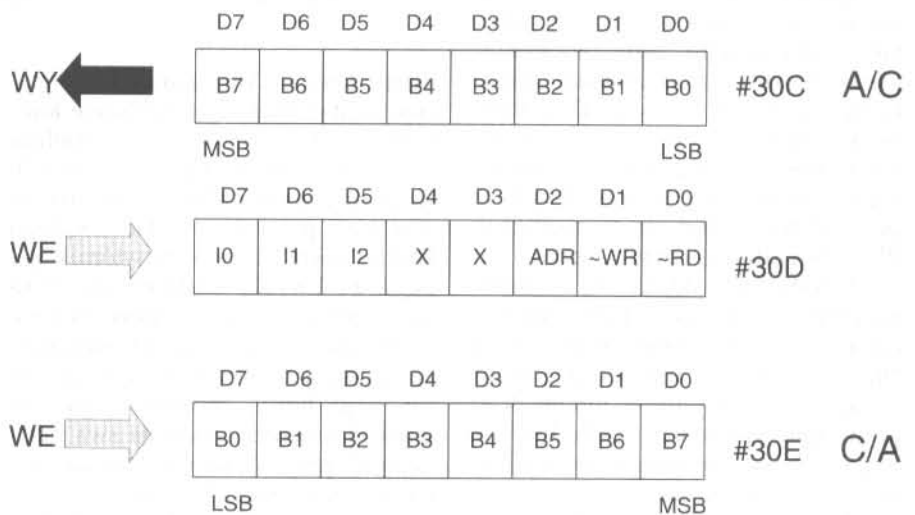 D7 D6 D5 D4 D3 D2 D1 D0
WY B7 B6 B5 B4 B3 B2 B1 B0 #30C A/C
MSB LSB
D7 D6 D5 D4 D3 D2 D1 D0
WE I0 I1 I2 X X ADR ~WR ~RD #30D
D7 D6 D5 D4 D3 D2 D1 D0
WE B0 B1 B2 B3 B4 B5 B6 B7 #30E C/A
LSB MSB